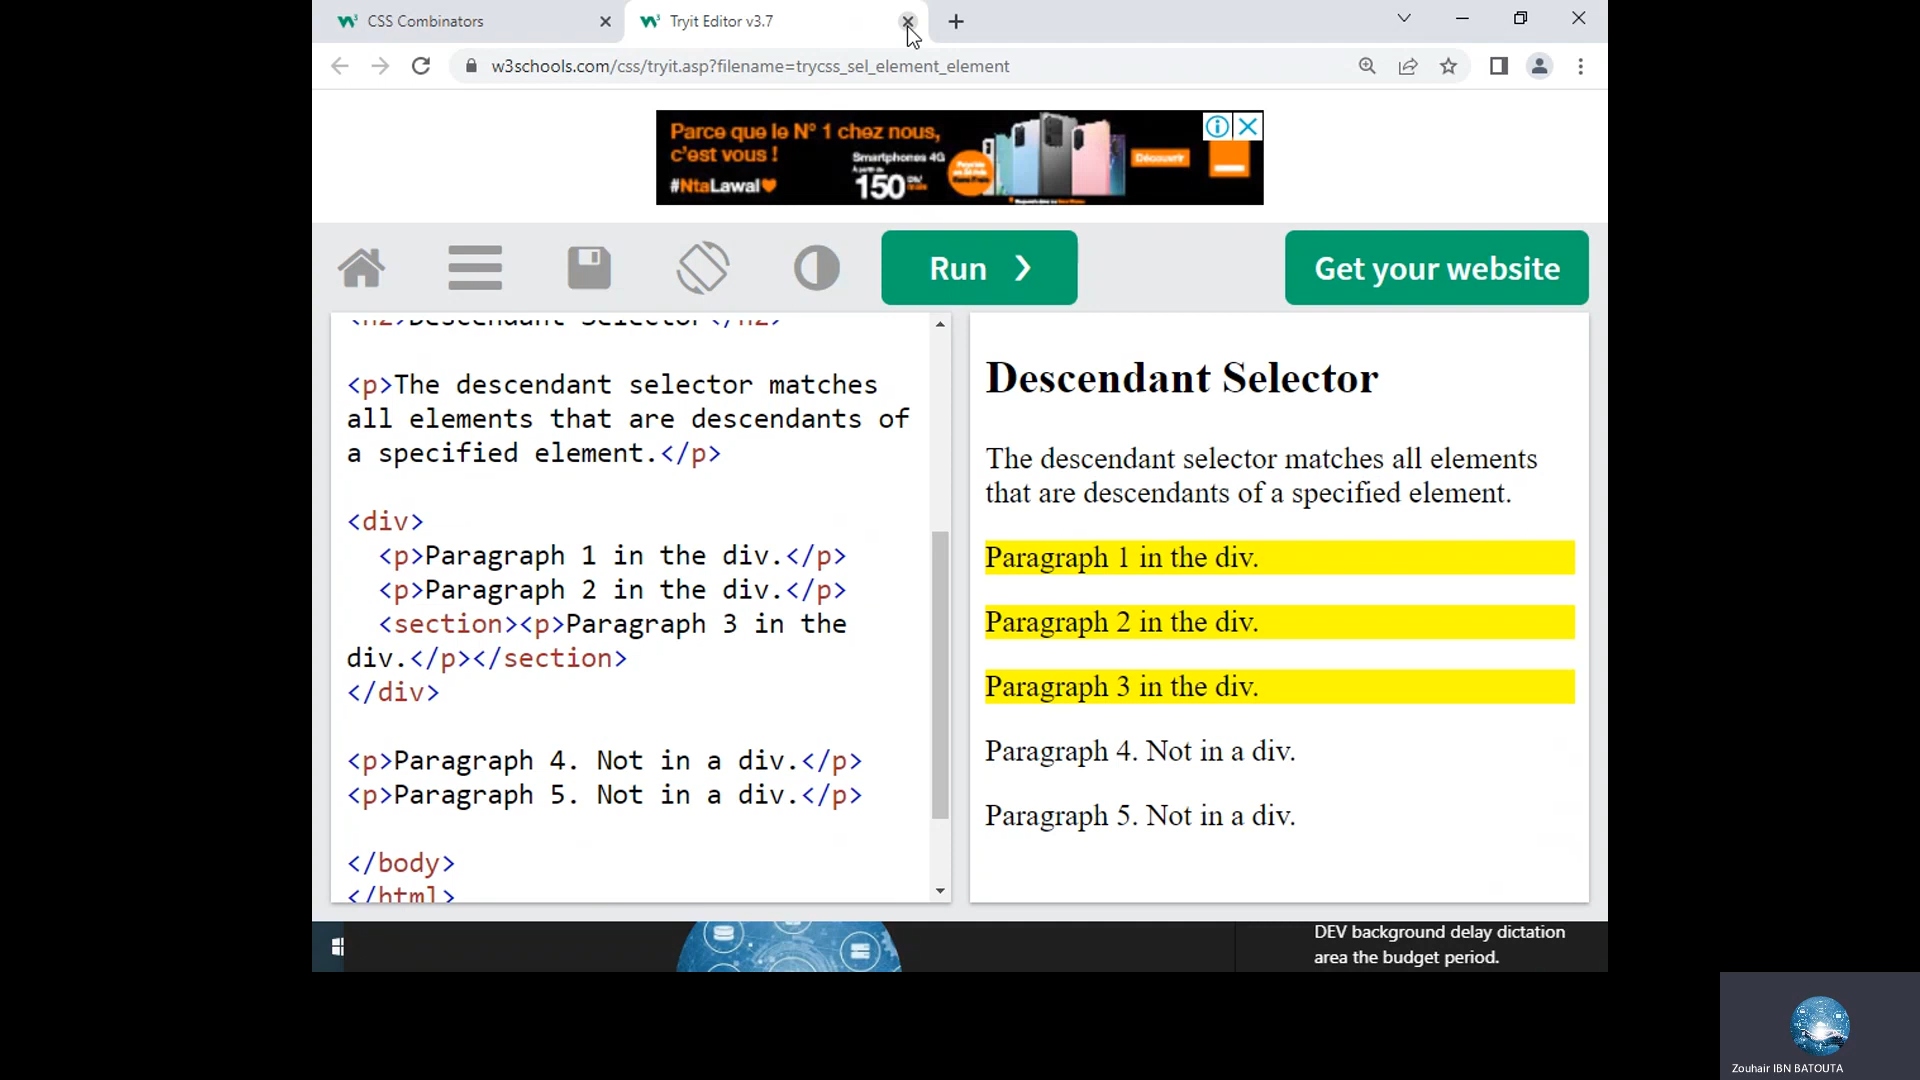 CSS Combinators
Tryit Editor v3.7
w3schools.com/css/tryit.asp?filename=trycss_sel_element_element
Parce que le N° 1 chez nous,
c'est vous !
#NtaLawal
Smartphones 4G
150
Découvrir
Run ❯
Get your website
<h2>Descendant Selector</h2>
<p>The descendant selector matches
all elements that are descendants of
a specified element.</p>
<div>
<p>Paragraph 1 in the div.</p>
<p>Paragraph 2 in the div.</p>
<section><p>Paragraph 3 in the
div.</p></section>
</div>
<p>Paragraph 4. Not in a div.</p>
<p>Paragraph 5. Not in a div.</p>
</body>
</html>
Descendant Selector
The descendant selector matches all elements
that are descendants of a specified element.
Paragraph 1 in the div.
Paragraph 2 in the div.
Paragraph 3 in the div.
Paragraph 4. Not in a div.
Paragraph 5. Not in a div.
DEV background delay dictation
area the budget period.
Zouhair IBN BATOUTA